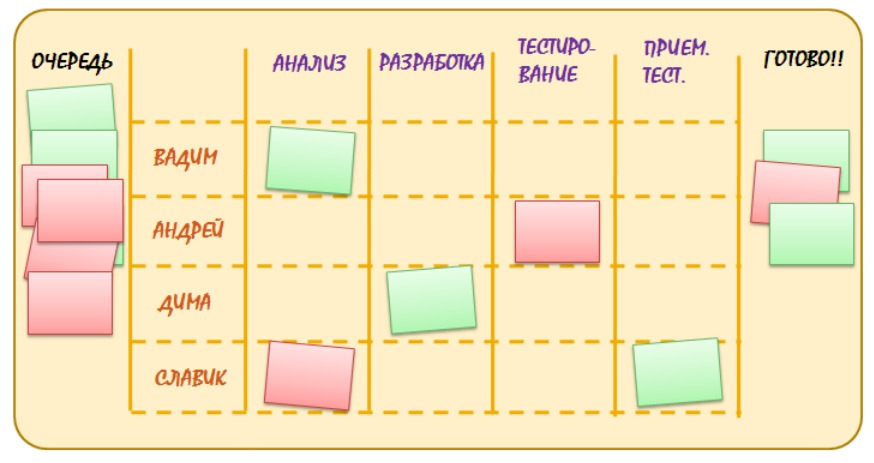 ОЧЕРЕДЬ
АНАЛИЗ
РАЗРАБОТКА
ТЕСТИРО-
ВАНИЕ
ПРИЕМ.
ТЕСТ.
ГОТОВО!!
ВАДИМ
АНДРЕЙ
ДИМА
СЛАВИК